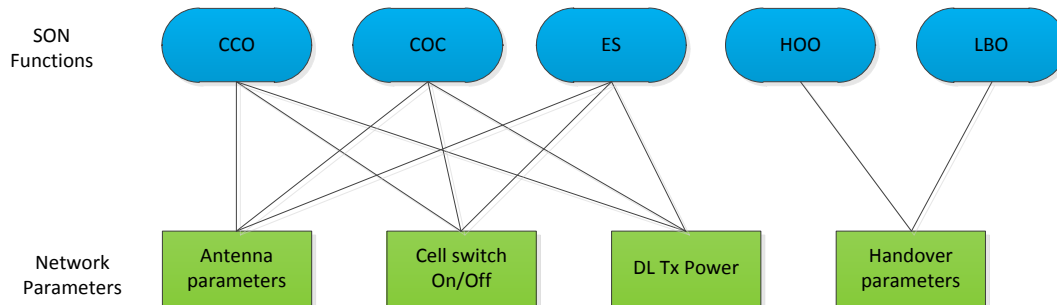 SON
Functions
CCO
COC
ES
HOO
LBO
Network
Parameters
Antenna
parameters
Cell switch
On/Off
DL Tx Power
Handover
parameters